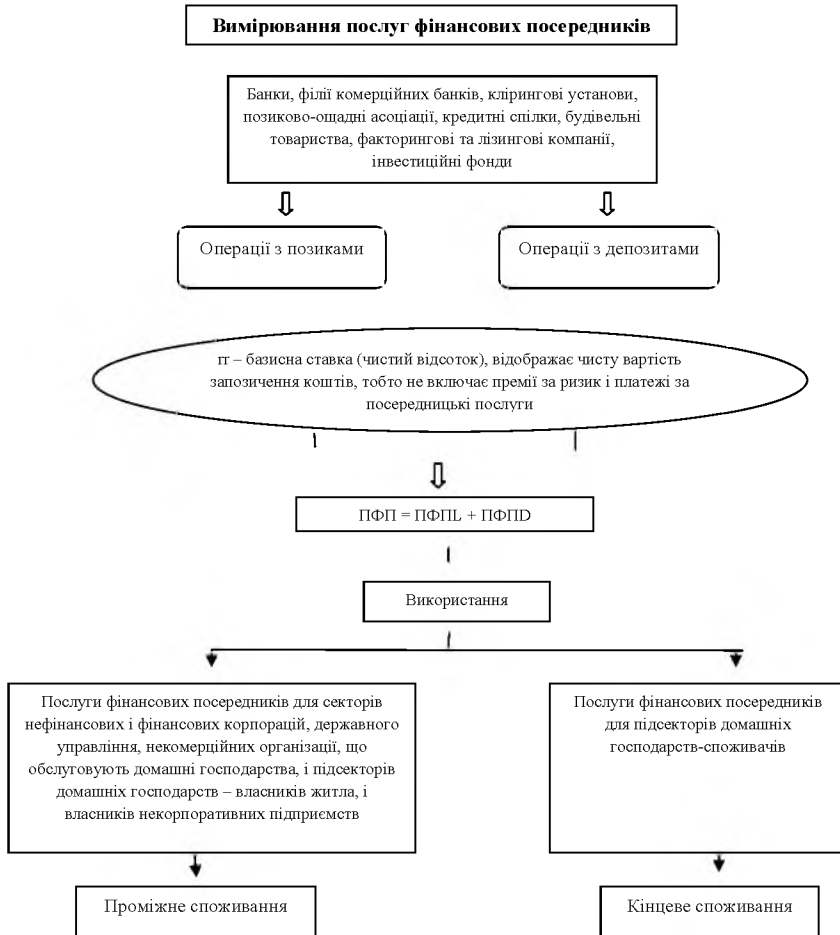 Вимірювання послуг фінансових посередників
Банки, філії комерційних банків, клірингові установи,
позиково-ощадні асоціації, кредитні спілки, будівельні
товариства, факторингові та лізингові компанії,
інвестиційні фонди
Операції з позиками
Операції з депозитами
rr – базисна ставка (чистий відсоток), відображає чисту вартість
запозичення коштів, тобто не включає премії за ризик і платежі за
посередницькі послуги
ПФП = ПФПL + ПФПD
Використання
Послуги фінансових посередників для секторів
нефінансових і фінансових корпорацій, державного
управління, некомерційних організації, що
обслуговують домашні господарства, і підсекторів
домашніх господарств – власників житла, і
власників некорпоративних підприємств
Послуги фінансових посередників
для підсекторів домашніх
господарств-споживачів
Проміжне споживання
Кінцеве споживання